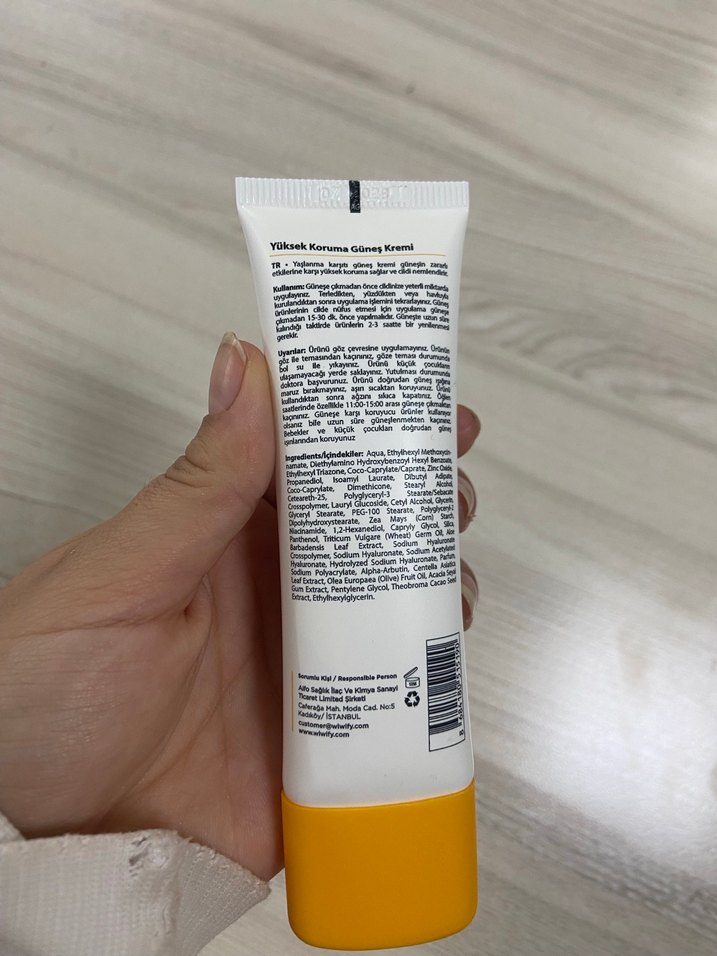 Yüksek Koruma Güneş Kremi
TR • Yaşlanma karşıtı güneş kremi güneşin zararlı
etkilerine karşı yüksek koruma sağlar ve cildi nemlendirir.
Kullanım: Güneşe çıkmadan önce cildinize yeterli miktarda
uygulayınız. Terledikten, yüzdükten veya havluyla
kurulandıktan sonra uygulama işlemini tekrarlayınız. Güneş
ürünlerinin cilde nüfus etmesi için uygulama güneşe
çıkmadan 15-30 dk. önce yapılmalıdır. Güneşte uzun süre
kalındığı taktirde ürünlerin 2-3 saatte bir yenilenmesi
gerekir.
Uyarılar: Ürünü göz çevresine uygulamayınız. Ürünün
göz ile temasından kaçınınız, göze teması durumunda
bol su ile yıkayınız. Ürünü küçük çocukların
ulaşamayacağı yerde saklayınız. Yutulması durumunda
doktora başvurunuz. Ürünü doğrudan güneş ışığına
maruz bırakmayınız, aşırı sıcaktan koruyunuz. Ürünü
kullandıktan sonra ağzını sıkıca kapatınız. Öğlen
saatlerinde özellikle 11:00-15:00 arası güneşe çıkmaktan
kaçınınız. Güneşe karşı koruyucu ürünler kullanıyor
olsanız bile uzun süre güneşlenmekten kaçınınız.
Bebekler ve küçük çocukları doğrudan güneş
ışınlarından koruyunuz
Ingredients/İçindekiler: Aqua, Ethylhexyl Methoxycin-
namate, Diethylamino Hydroxybenzoyl Hexyl Benzoate,
Ethylhexyl Triazone, Coco-Caprylate/Caprate, Zinc Oxide,
Propanediol, Isoamyl Laurate, Dibutyl Adipate,
Coco-Caprylate, Dimethicone, Stearyl Alcohol,
Ceteareth-25, Polyglyceryl-3 Stearate/Sebacate
Crosspolymer, Lauryl Glucoside, Cetyl Alcohol, Glycerin,
Glyceryl Stearate, PEG-100 Stearate, Polyglyceryl-2
Dipolyhydroxystearate, Zea Mays (Corn) Starch,
Niacinamide, 1,2-Hexanediol, Capryly Glycol, Silica,
Panthenol, Triticum Vulgare (Wheat) Germ Oil, Aloe
Barbadensis Leaf Extract, Sodium Hyaluronate
Crosspolymer, Sodium Hyaluronate, Sodium Acetylated
Hyaluronate, Hydrolyzed Sodium Hyaluronate, Parfum,
Sodium Polyacrylate, Alpha-Arbutin, Centella Asiatica
Leaf Extract, Olea Europaea (Olive) Fruit Oil, Acacia Seyal
Gum Extract, Pentylene Glycol, Theobroma Cacao Seed
Extract, Ethylhexylglycerin.
Sorumlu Kişi / Responsible Person
Aifo Sağlık İlaç Ve Kimya Sanayi
Ticaret Limited Şirketi
Caferağa Mah. Moda Cad. No:5
Kadıköy/ İSTANBUL
customer@wiwify.com
www.wiwify.com